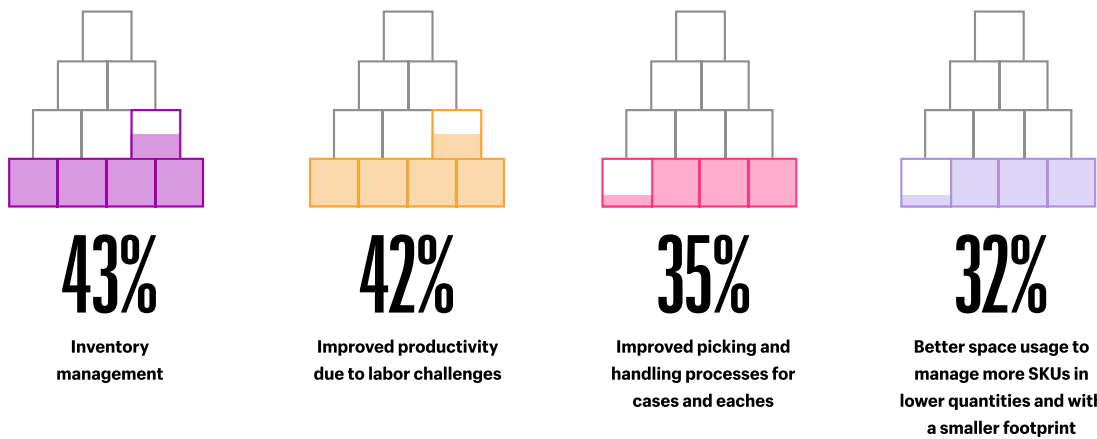 43%
Inventory
management
42%
Improved productivity
due to labor challenges
35%
Improved picking and
handling processes for
cases and eaches
32%
Better space usage to
manage more SKUs in
lower quantities and with
a smaller footprint